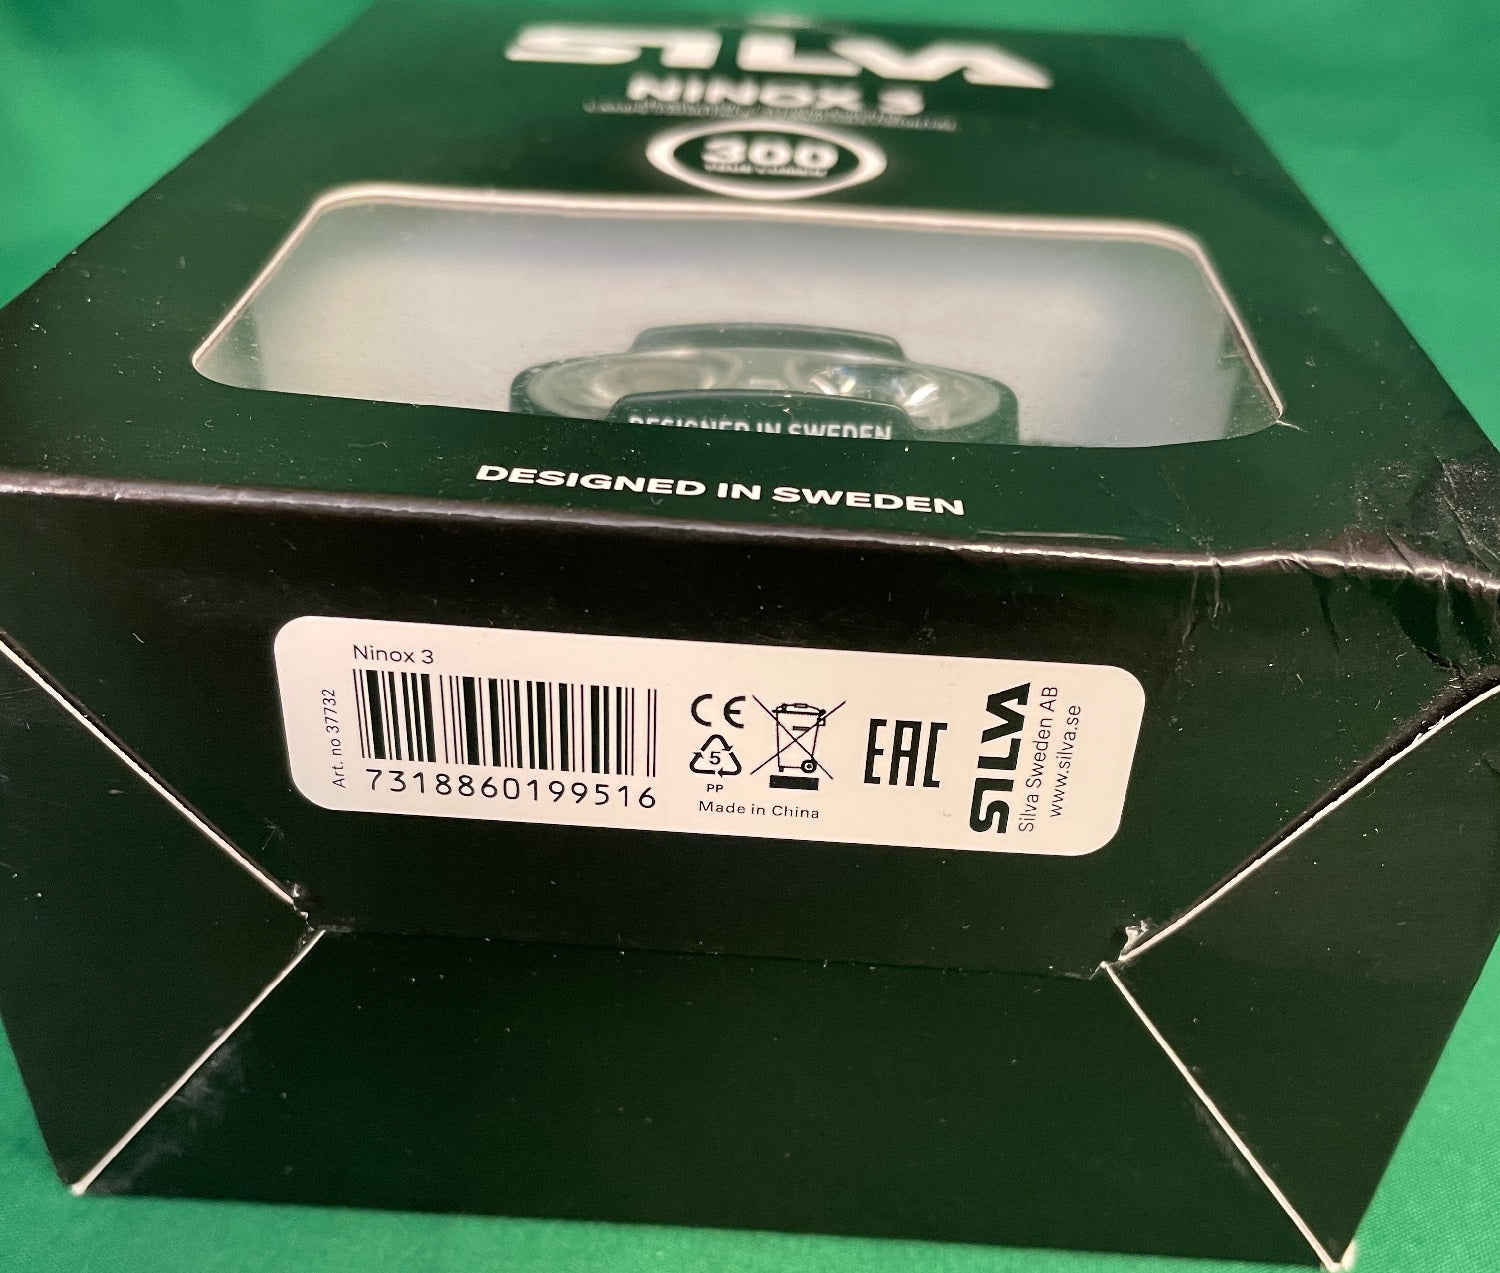 SILVA
NINOX 3
300
DESIGNED IN SWEDEN
DESIGNED IN SWEDEN
Ninox 3
Art. no 37732
7318860199516
CE
5
PP
Made in China
EAC
SILVA
Silva Sweden AB
www.silva.se